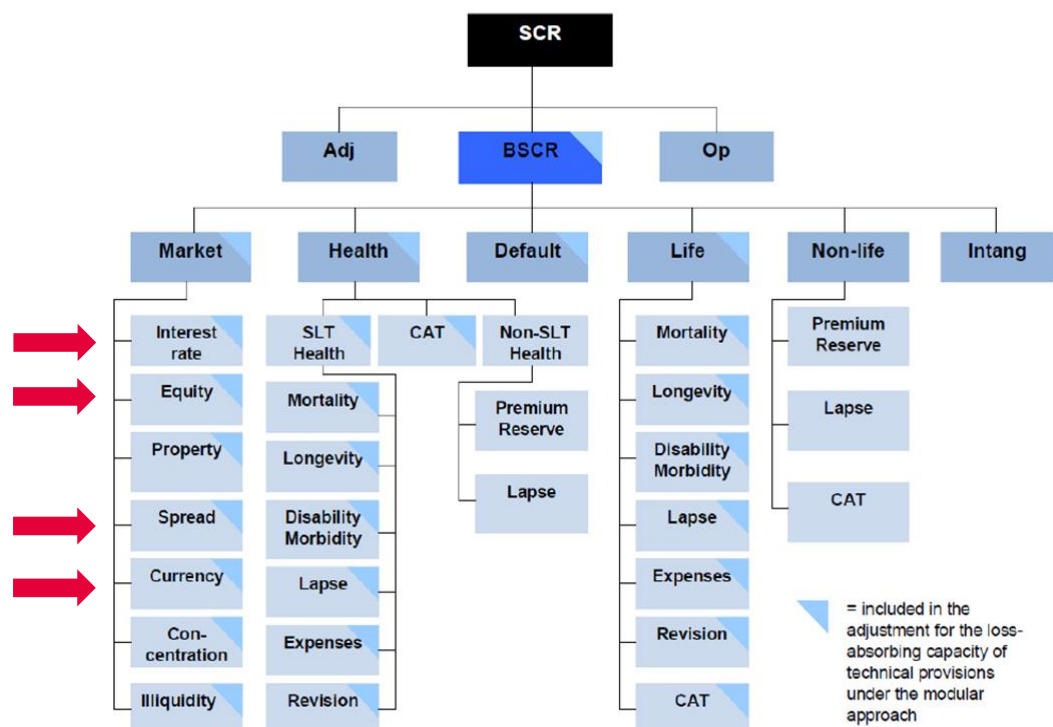 SCR
Adj
BSCR
Op
Market
Health
Default
Life
Non-life
Intang
Interest
rate
Equity
Property
Spread
Currency
Con-
centration
Illiquidity
SLT
Health
CAT
Non-SLT
Health
Mortality
Longevity
Disability
Morbidity
Lapse
Expenses
Revision
Premium
Reserve
Lapse
Mortality
Longevity
Disability
Morbidity
Lapse
Expenses
Revision
CAT
Premium
Reserve
Lapse
CAT
= included in the
adjustment for the loss-
absorbing capacity of
technical provisions
under the modular
approach